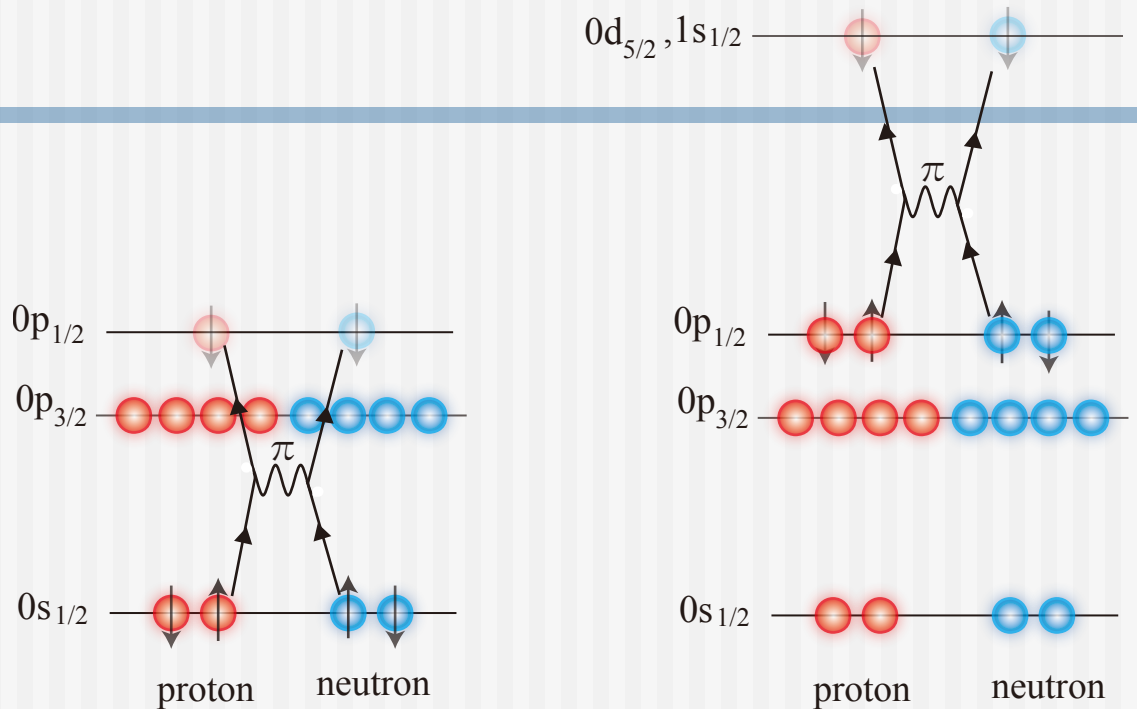 0d5/2 ,1s1/2
π
0p1/2
0p3/2
0s1/2
proton
neutron
π
0p1/2
0p3/2
0s1/2
proton
neutron